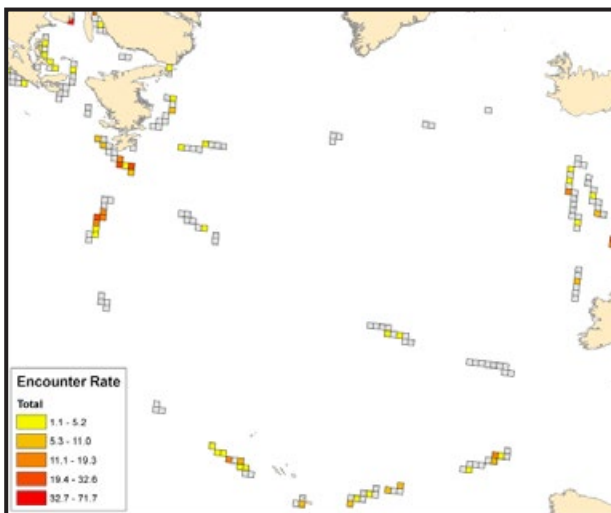 Encounter Rate
Total
1.1 - 5.2
5.3 - 11.0
11.1 - 19.3
19.4 - 32.6
32.7 - 71.7